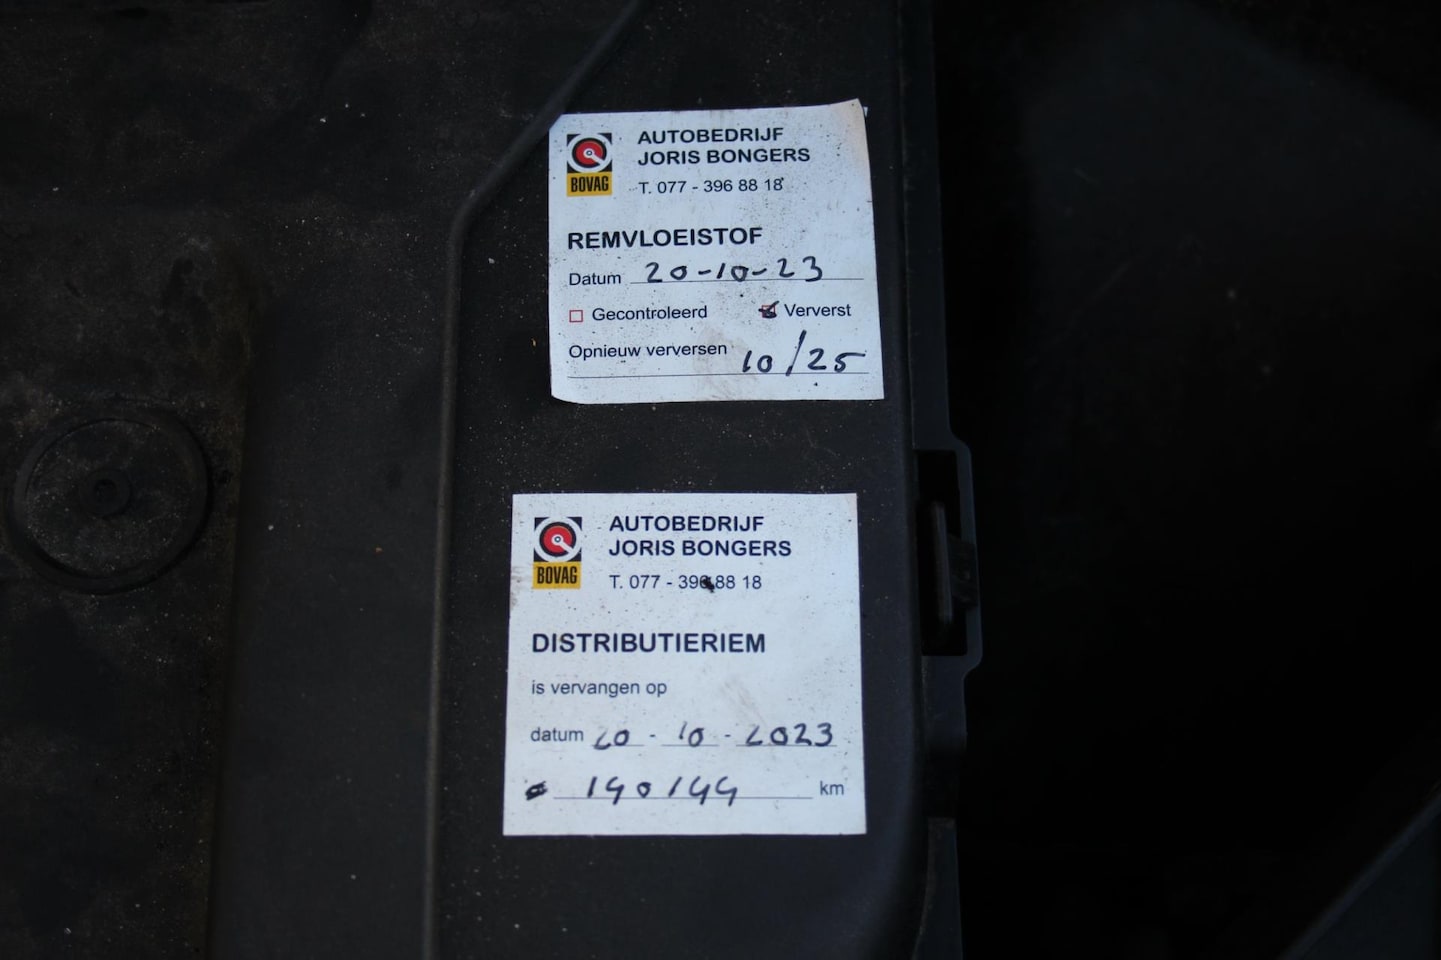 AUTOBEDRIJF
JORIS BONGERS
BOVAG
T. 077 - 396 88 18
REMVLOEISTOF
Datum 20-10-23
Gecontroleerd Ververst
Opnieuw verversen 10/25
AUTOBEDRIJF
JORIS BONGERS
BOVAG
T. 077 - 396 88 18
DISTRIBUTIERIEM
is vervangen op
datum 20 - 10 - 2023
190199 km